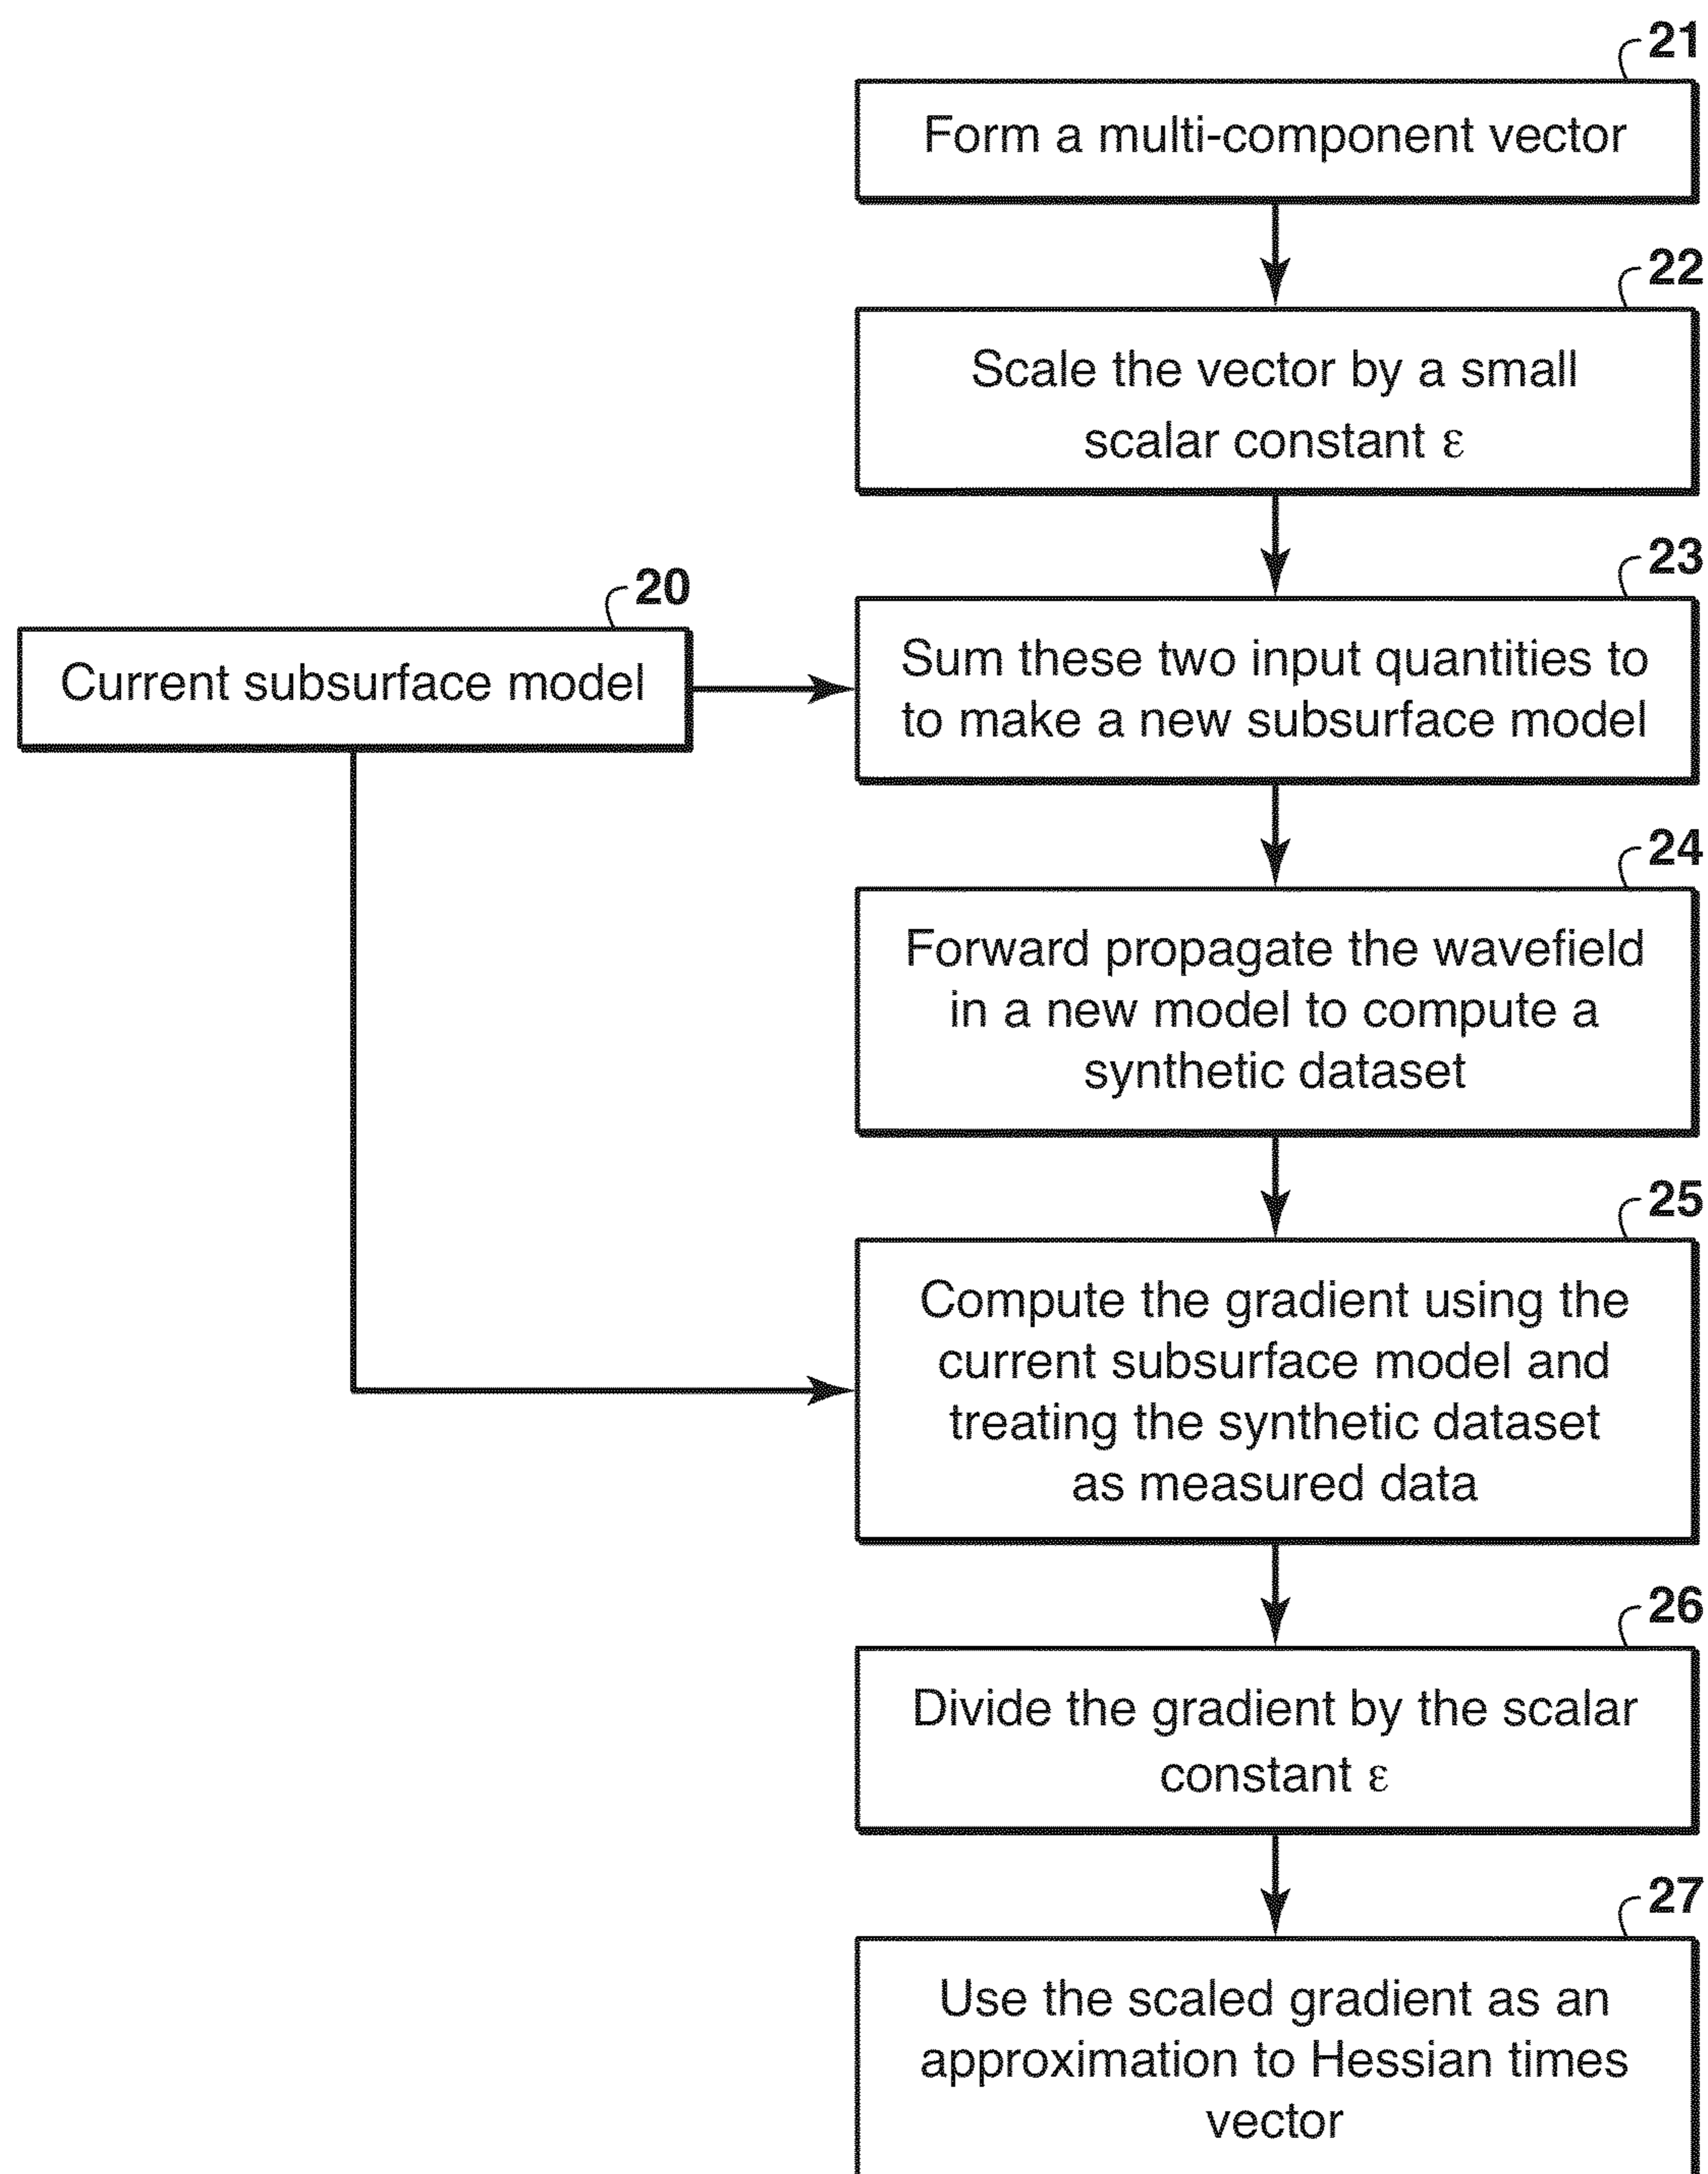 21
Form a multi-component vector
22
Scale the vector by a small
scalar constant ε
23
Sum these two input quantities to
to make a new subsurface model
20
Current subsurface model
24
Forward propagate the wavefield
in a new model to compute a
synthetic dataset
25
Compute the gradient using the
current subsurface model and
treating the synthetic dataset
as measured data
26
Divide the gradient by the scalar
constant ε
27
Use the scaled gradient as an
approximation to Hessian times
vector